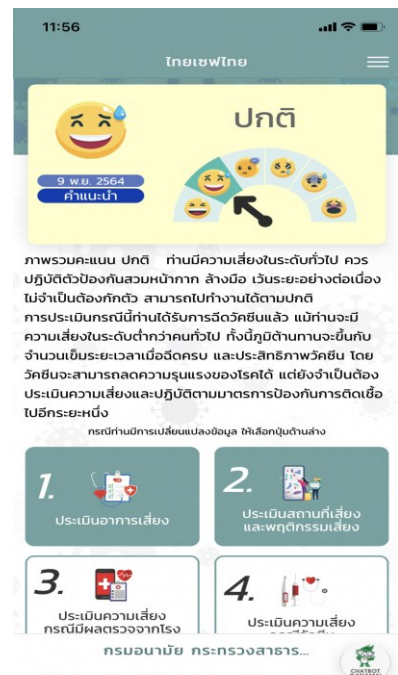 11:56
ไทยเซฟไทย
ปกติ
9 พ.ย. 2564
คำแนะนำ
ภาพรวมคะแนน ปกติ ท่านมีความเสี่ยงในระดับทั่วไป ควร
ปฏิบัติตัวป้องกันสวมหน้ากาก ล้างมือ เว้นระยะอย่างต่อเนื่อง
ไม่จำเป็นต้องกักตัว สามารถไปทำงานได้ตามปกติ
การประเมินกรณีนี้ท่านได้รับการฉีดวัคซีนแล้ว แม้ท่านจะมี
ความเสี่ยงในระดับต่ำกว่าคนทั่วไป ทั้งนี้ภูมิต้านทานจะขึ้นกับ
จำนวนเข็มระยะเวลาเมื่อฉีดครบ และประสิทธิภาพวัคซีน โดย
วัคซีนจะสามารถลดความรุนแรงของโรคได้ แต่ยังจำเป็นต้อง
ประเมินความเสี่ยงและปฏิบัติตามมาตรการป้องกันการติดเชื้อ
ไปอีกระยะหนึ่ง
กรณีท่านมีการเปลี่ยนแปลงข้อมูล ให้เลือกปุ่มด้านล่าง
1.
ประเมินอาการเสี่ยง
2.
ประเมินสถานที่เสี่ยง
และพฤติกรรมเสี่ยง
3.
ประเมินความเสี่ยง
กรณีมีผลตรวจจากโรง
4.
ประเมินความเสี่ยง
กรมอนามัย กระทรวงสาธาร...
CHATBOT